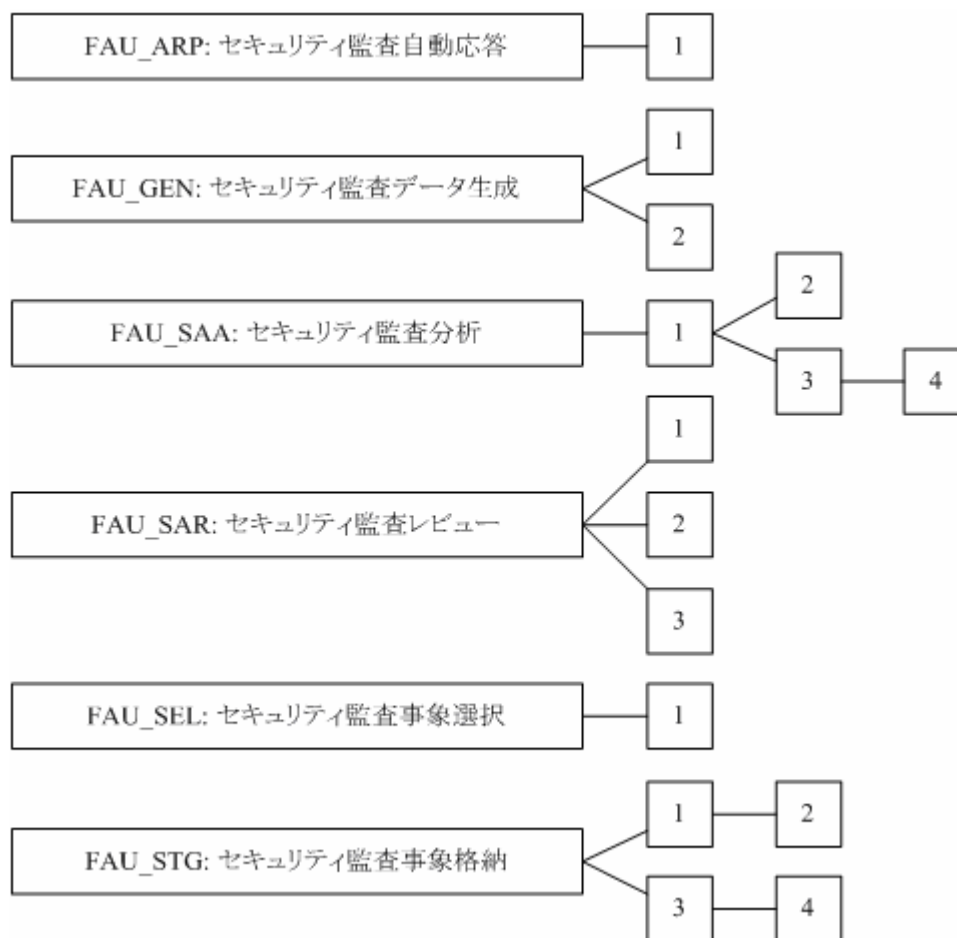 FAU_ARP: セキュリティ監査自動応答
1
FAU_GEN: セキュリティ監査データ生成
1
2
FAU_SAA: セキュリティ監査分析
1
2
3
4
FAU_SAR: セキュリティ監査レビュー
1
2
3
FAU_SEL: セキュリティ監査事象選択
1
FAU_STG: セキュリティ監査事象格納
1
2
3
4